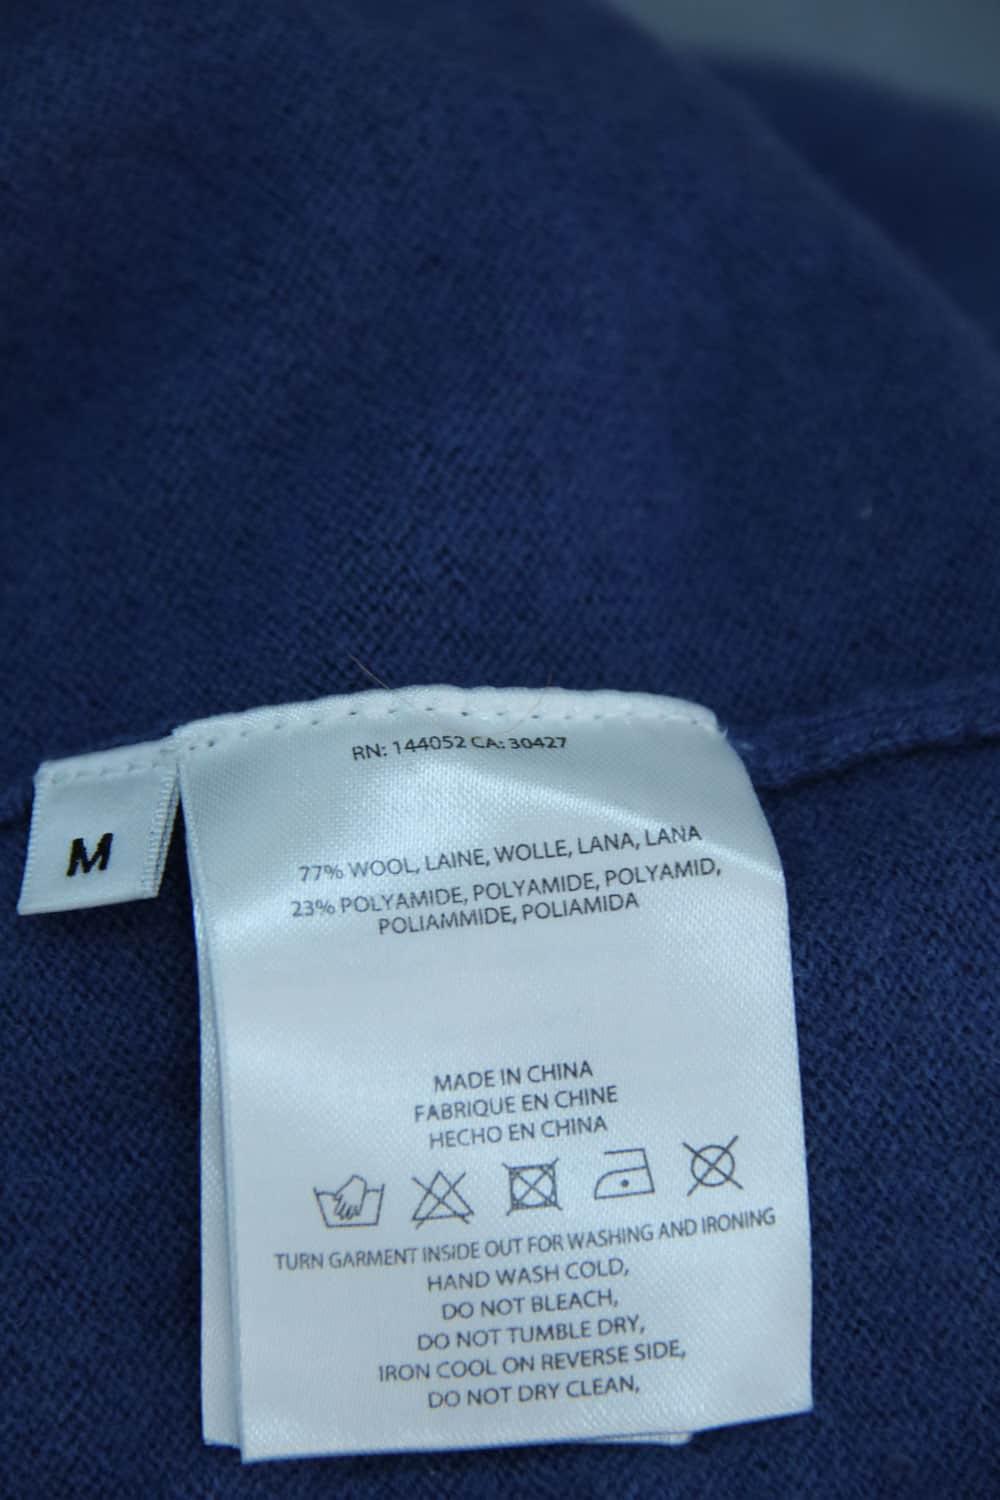 RN: 144052 CA: 30427
M
77% WOOL, LAINE, WOLLE, LANA, LANA
23% POLYAMIDE, POLYAMIDE, POLYAMID,
POLIAMMIDE, POLIAMIDA
MADE IN CHINA
FABRIQUE EN CHINE
HECHO EN CHINA
TURN GARMENT INSIDE OUT FOR WASHING AND IRONING
HAND WASH COLD,
DO NOT BLEACH,
DO NOT TUMBLE DRY,
IRON COOL ON REVERSE SIDE,
DO NOT DRY CLEAN,